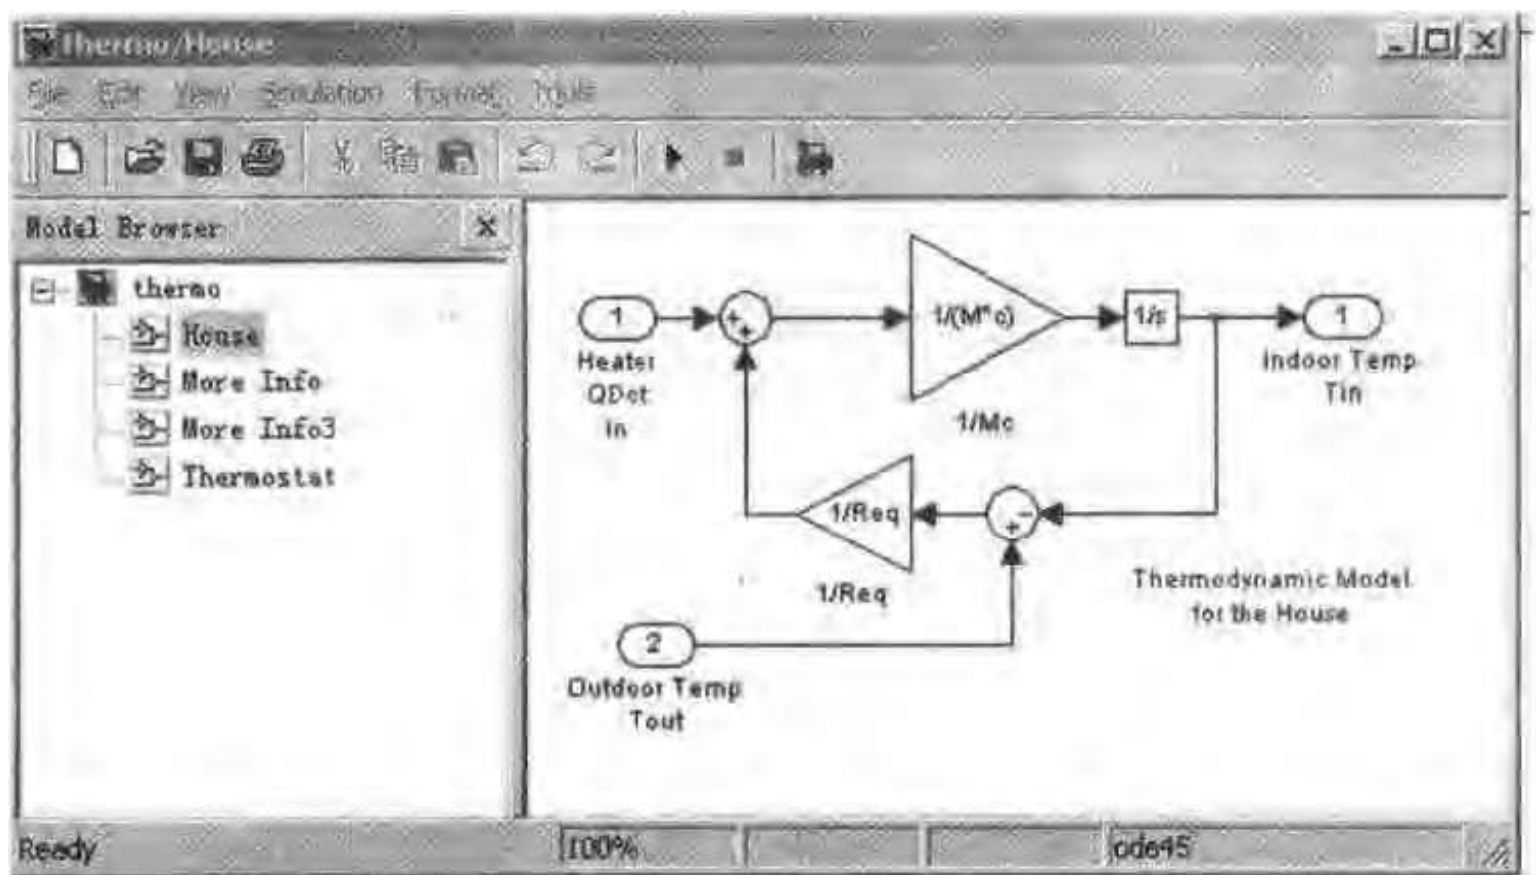 thermo/House
File Edit View Simulation Format Tools
Model Browser
thermo
House
More Info
More Info3
Thermostat
1
Heater
QDot
In
+
+
1/(M*c)
1/Mc
1/s
1
Indoor Temp
Tin
1/Req
1/Req
-
+
Thermodynamic Model
for the House
2
Outdoor Temp
Tout
Ready 100% ode45